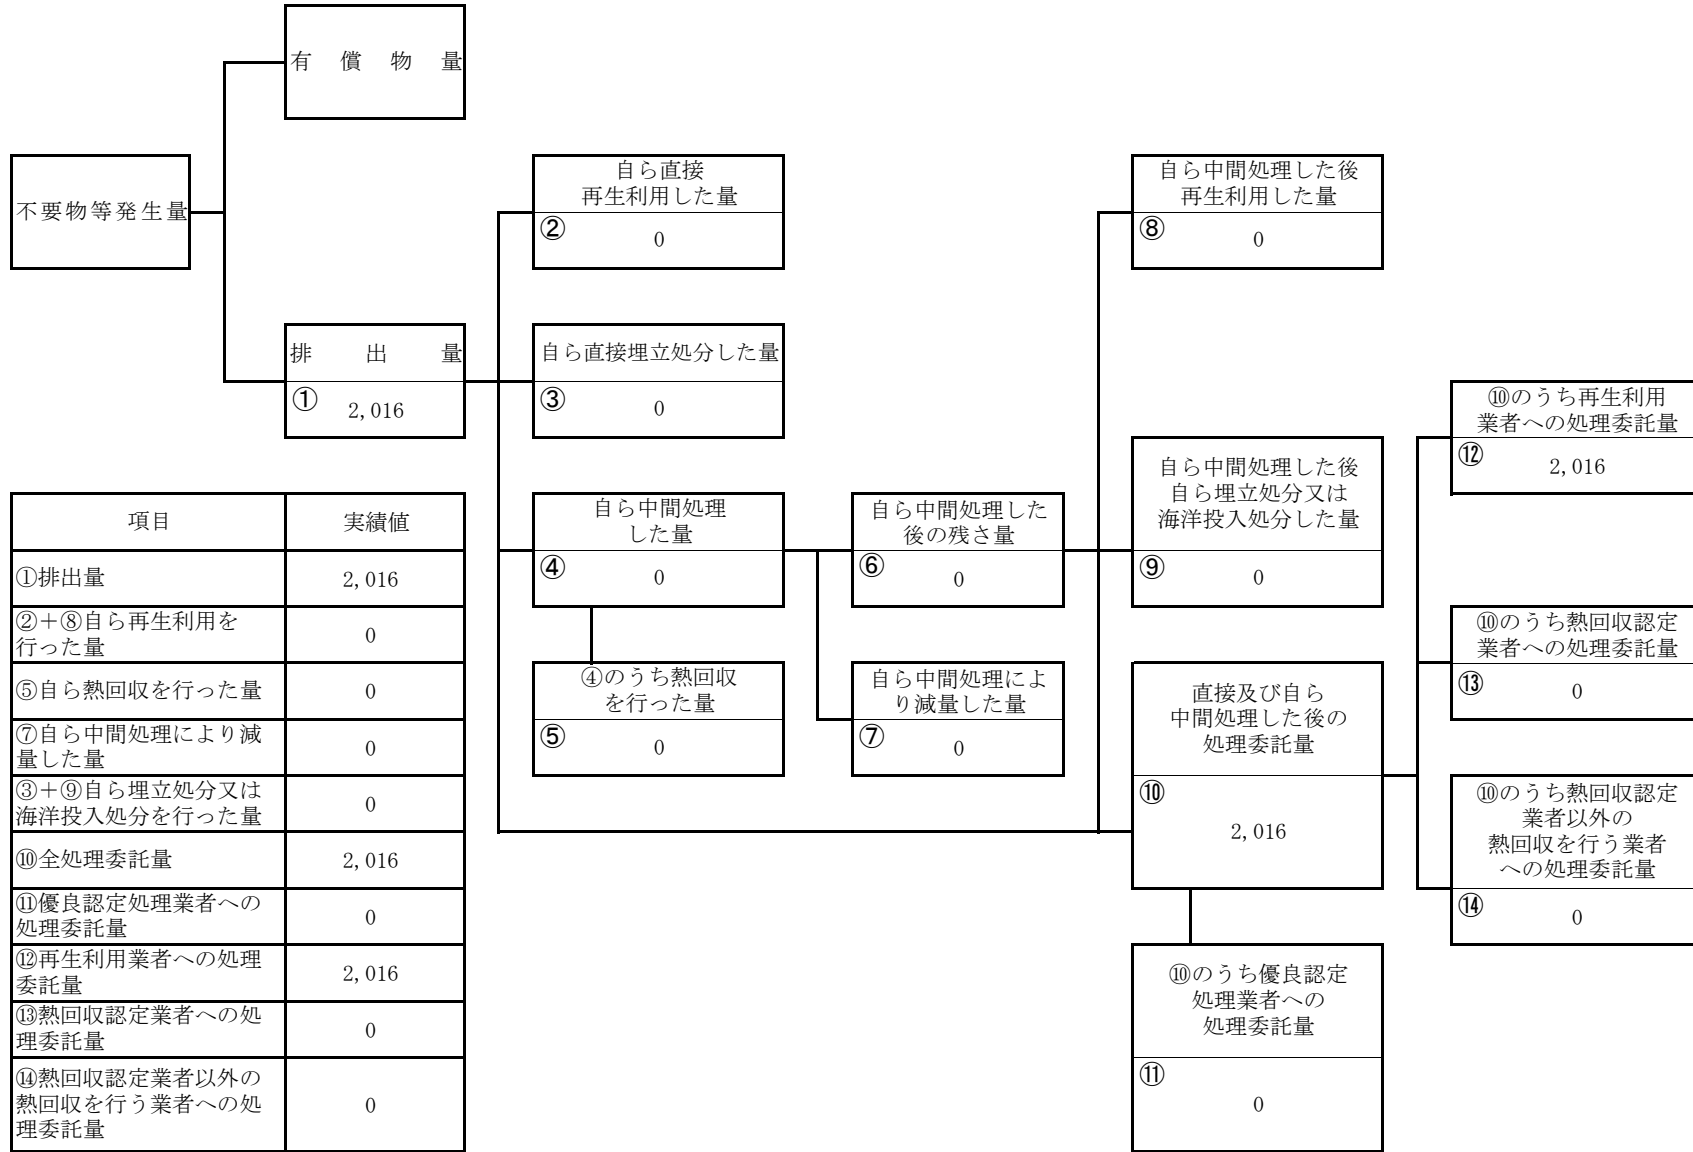 有償物量
不要物等発生量
排出量
①
2,016
自ら直接
再生利用した量
②
0
自ら直接埋立処分した量
③
0
自ら中間処理
した量
④
0
④のうち熱回収
を行った量
⑤
0
自ら中間処理した
後の残さ量
⑥
0
自ら中間処理によ
り減量した量
⑦
0
自ら中間処理した後
再生利用した量
⑧
0
自ら中間処理した後
自ら埋立処分又は
海洋投入処分した量
⑨
0
直接及び自ら
中間処理した後の
処理委託量
⑩
2,016
⑩のうち優良認定
処理業者への
処理委託量
⑪
0
⑩のうち再生利用
業者への処理委託量
⑫
2,016
⑩のうち熱回収認定
業者への処理委託量
⑬
0
⑩のうち熱回収認定
業者以外の
熱回収を行う業者
への処理委託量
⑭
0
項目 実績値
①排出量 2,016
②＋⑧自ら再生利用を
行った量 0
⑤自ら熱回収を行った量 0
⑦自ら中間処理により減
量した量 0
③＋⑨自ら埋立処分又は
海洋投入処分を行った量 0
⑩全処理委託量 2,016
⑪優良認定処理業者への
処理委託量 0
⑫再生利用業者への処理
委託量 2,016
⑬熱回収認定業者への処
理委託量 0
⑭熱回収認定業者以外の
熱回収を行う業者への処
理委託量 0